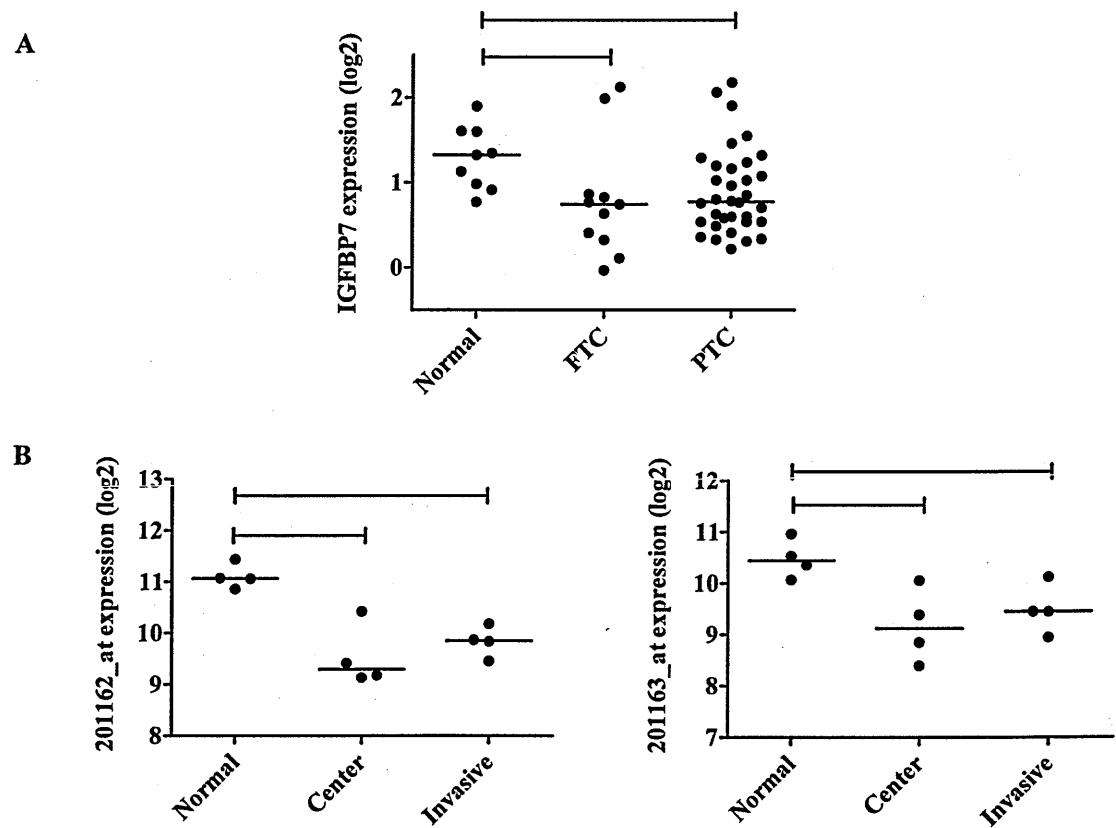 A
IGFBP7 expression (log2)
2
1
0
Normal
FTC
PTC
B
201162_at expression (log2)
13
12
11
10
9
8
Normal
Center
Invasive
201163_at expression (log2)
12
11
10
9
8
7
Normal
Center
Invasive